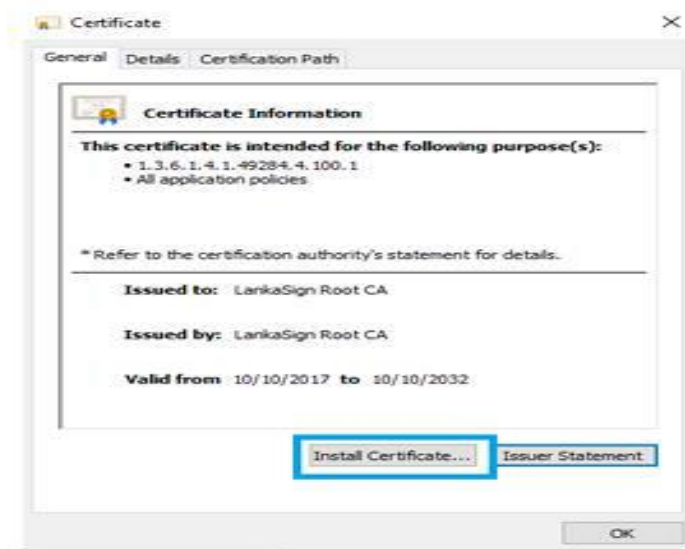 Certificate
General Details Certification Path
Certificate Information
This certificate is intended for the following purpose(s):
• 1.3.6.1.4.1.49284.4.100.1
• All application policies
* Refer to the certification authority's statement for details.
Issued to: LankaSign Root CA
Issued by: LankaSign Root CA
Valid from 10/10/2017 to 10/10/2032
Install Certificate... Issuer Statement
OK